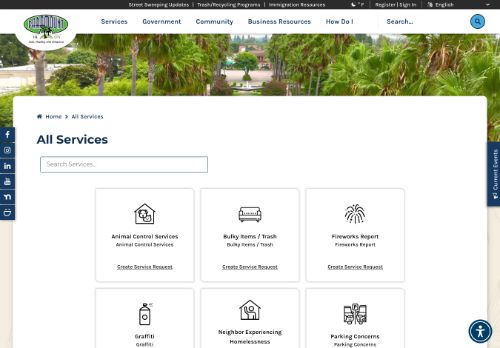 Street Sweeping Updates | Trash/Recycling Programs | Immigration Resources
°F
Register | Sign In
English
PARAMOUNT
Services Government Community Business Resources How Do I
Search...
Home > All Services
All Services
Search Services...
Current Events
Animal Control Services
Animal Control Services
Create Service Request
Bulky Items / Trash
Bulky Items / Trash
Create Service Request
Fireworks Report
Fireworks Report
Create Service Request
Graffiti
Graffiti
Neighbor Experiencing
Homelessness
Parking Concerns
Parking Concerns